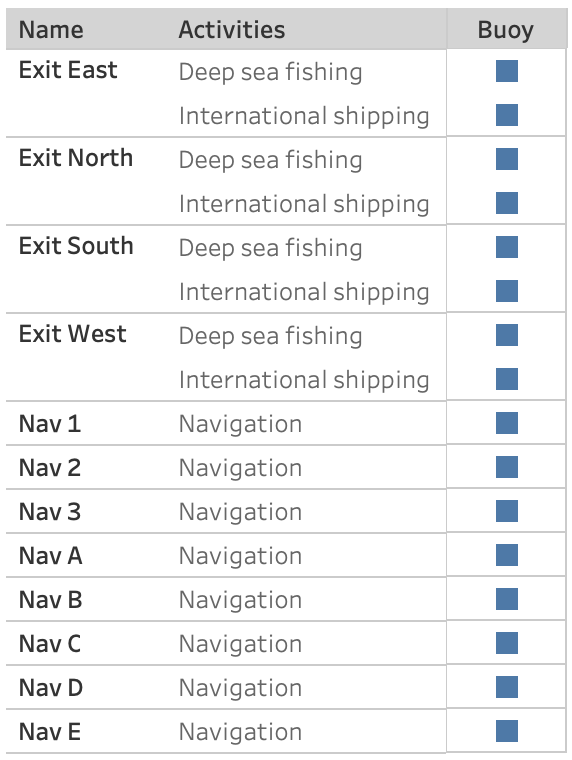 Name Activities Buoy
Exit East Deep sea fishing
International shipping
Exit North Deep sea fishing
International shipping
Exit South Deep sea fishing
International shipping
Exit West Deep sea fishing
International shipping
Nav 1 Navigation
Nav 2 Navigation
Nav 3 Navigation
Nav A Navigation
Nav B Navigation
Nav C Navigation
Nav D Navigation
Nav E Navigation